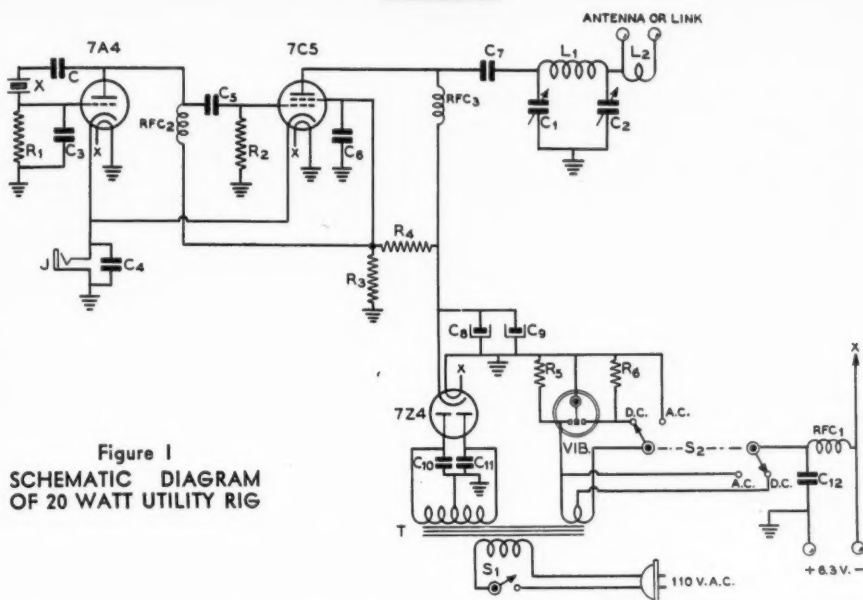 ANTENNA OR LINK
7A4
7C5
C7
L1
L2
X
C
C5
RFC3
RFC2
C1
C2
R1
C3
X
R2
X
C6
R4
J
C4
R3
C8
C9
X
X
R5
R6
D.C.
A.C.
7Z4
VIB.
S2
RFC1
C10
C11
A.C.
D.C.
C12
Figure 1
SCHEMATIC DIAGRAM
OF 20 WATT UTILITY RIG
T
S1
110 V. A.C.
+ 6.3 V. -